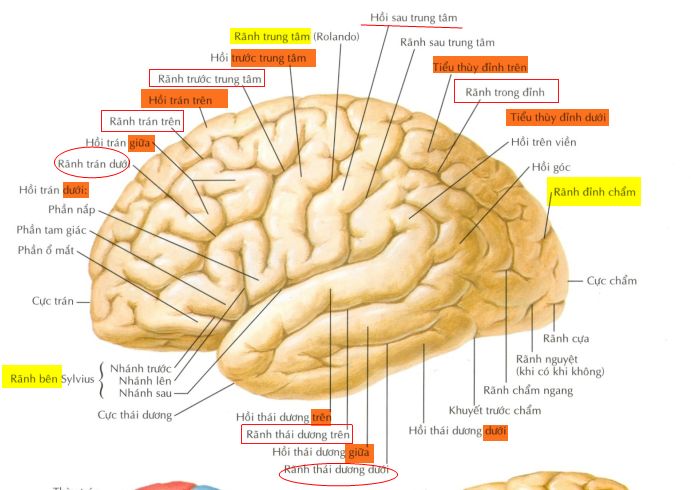 Hồi sau trung tâm
Rãnh trung tâm (Rolando)
Rãnh sau trung tâm
Hồi trước trung tâm
Tiểu thùy đỉnh trên
Rãnh trước trung tâm
Rãnh trong đỉnh
Hồi trán trên
Tiểu thùy đỉnh dưới
Rãnh trán trên
Hồi trán giữa
Hồi trên viền
Rãnh trán dưới
Hồi góc
Hồi trán dưới:
Rãnh đỉnh chẩm
Phần nắp
Phần tam giác
Phần ổ mắt
Cực chẩm
Cực trán
Rãnh cựa
Rãnh nguyệt
(khi có khi không)
Nhánh trước
Rãnh bên Sylvius
Nhánh lên
Nhánh sau
Rãnh chẩm ngang
Cực thái dương
Khuyết trước chẩm
Hồi thái dương trên
Hồi thái dương dưới
Rãnh thái dương trên
Hồi thái dương giữa
Rãnh thái dương dưới